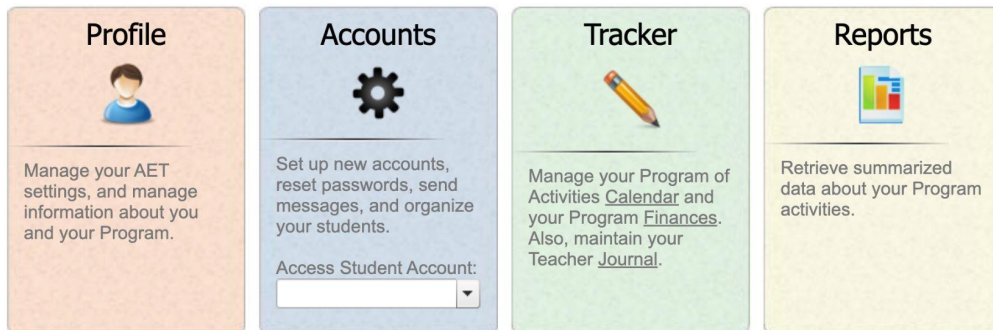 Profile
Manage your AET
settings, and manage
information about you
and your Program.
Accounts
Set up new accounts,
reset passwords, send
messages, and organize
your students.
Access Student Account:
Tracker
Manage your Program of
Activities Calendar and
your Program Finances.
Also, maintain your
Teacher Journal.
Reports
Retrieve summarized
data about your Program
activities.